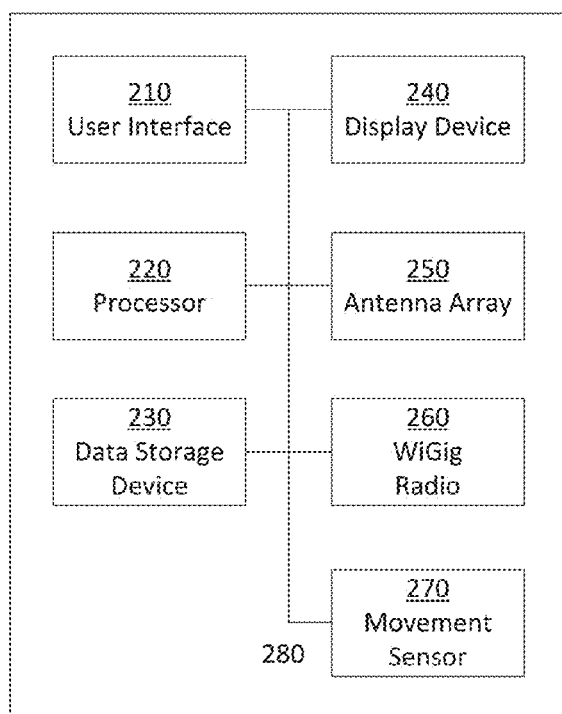 210
User Interface
240
Display Device
220
Processor
250
Antenna Array
230
Data Storage
Device
260
WiGig
Radio
270
Movement
Sensor
280